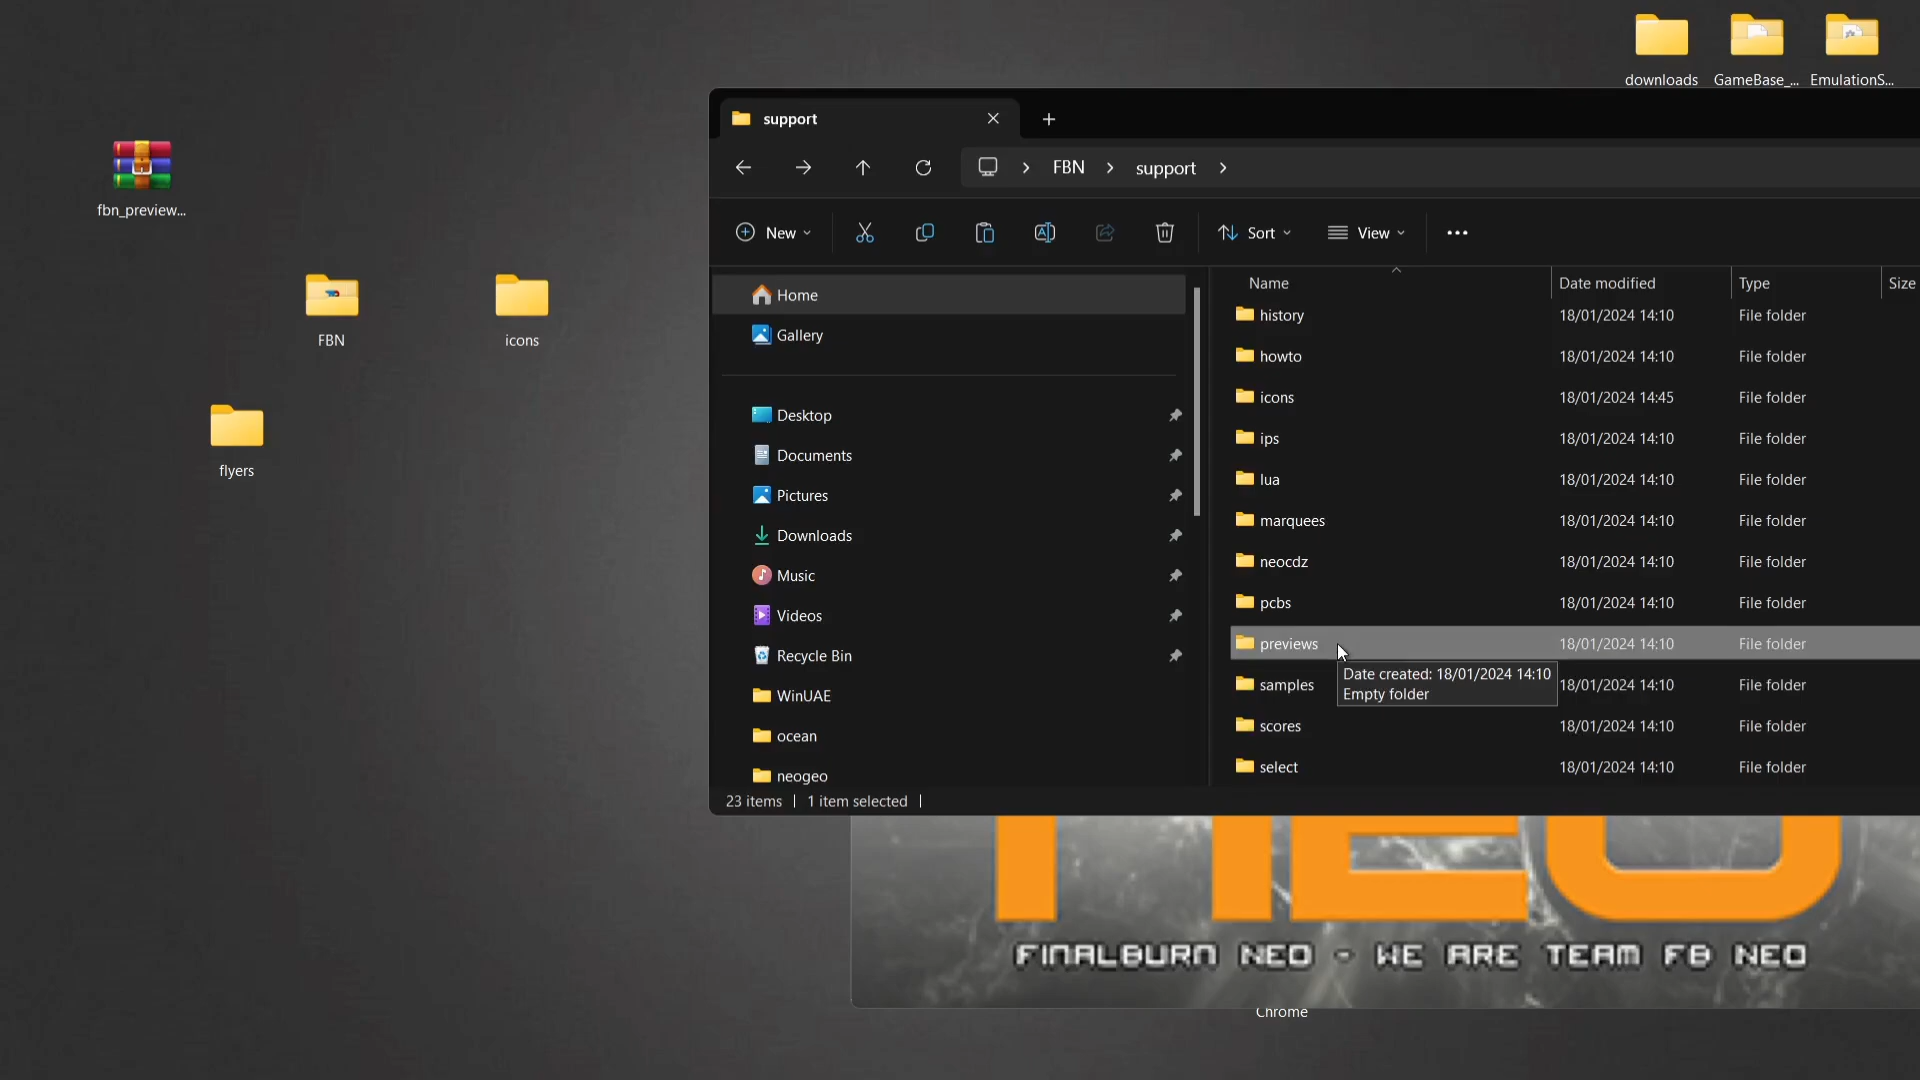 downloads
GameBase_...
EmulationS...
fbn_preview...
FBN
icons
flyers
support
FBN
support
New
Sort
View
Home
Gallery
Desktop
Documents
Pictures
Downloads
Music
Videos
Recycle Bin
WinUAE
ocean
neogeo
Name Date modified Type Size
history 18/01/2024 14:10 File folder
howto 18/01/2024 14:10 File folder
icons 18/01/2024 14:45 File folder
ips 18/01/2024 14:10 File folder
lua 18/01/2024 14:10 File folder
marquees 18/01/2024 14:10 File folder
neocdz 18/01/2024 14:10 File folder
pcbs 18/01/2024 14:10 File folder
previews 18/01/2024 14:10 File folder
Date created: 18/01/2024 14:10
Empty folder
samples 18/01/2024 14:10 File folder
scores 18/01/2024 14:10 File folder
select 18/01/2024 14:10 File folder
23 items 1 item selected
NEO
FINALBURN NEO - WE ARE TEAM FB NEO
Chrome